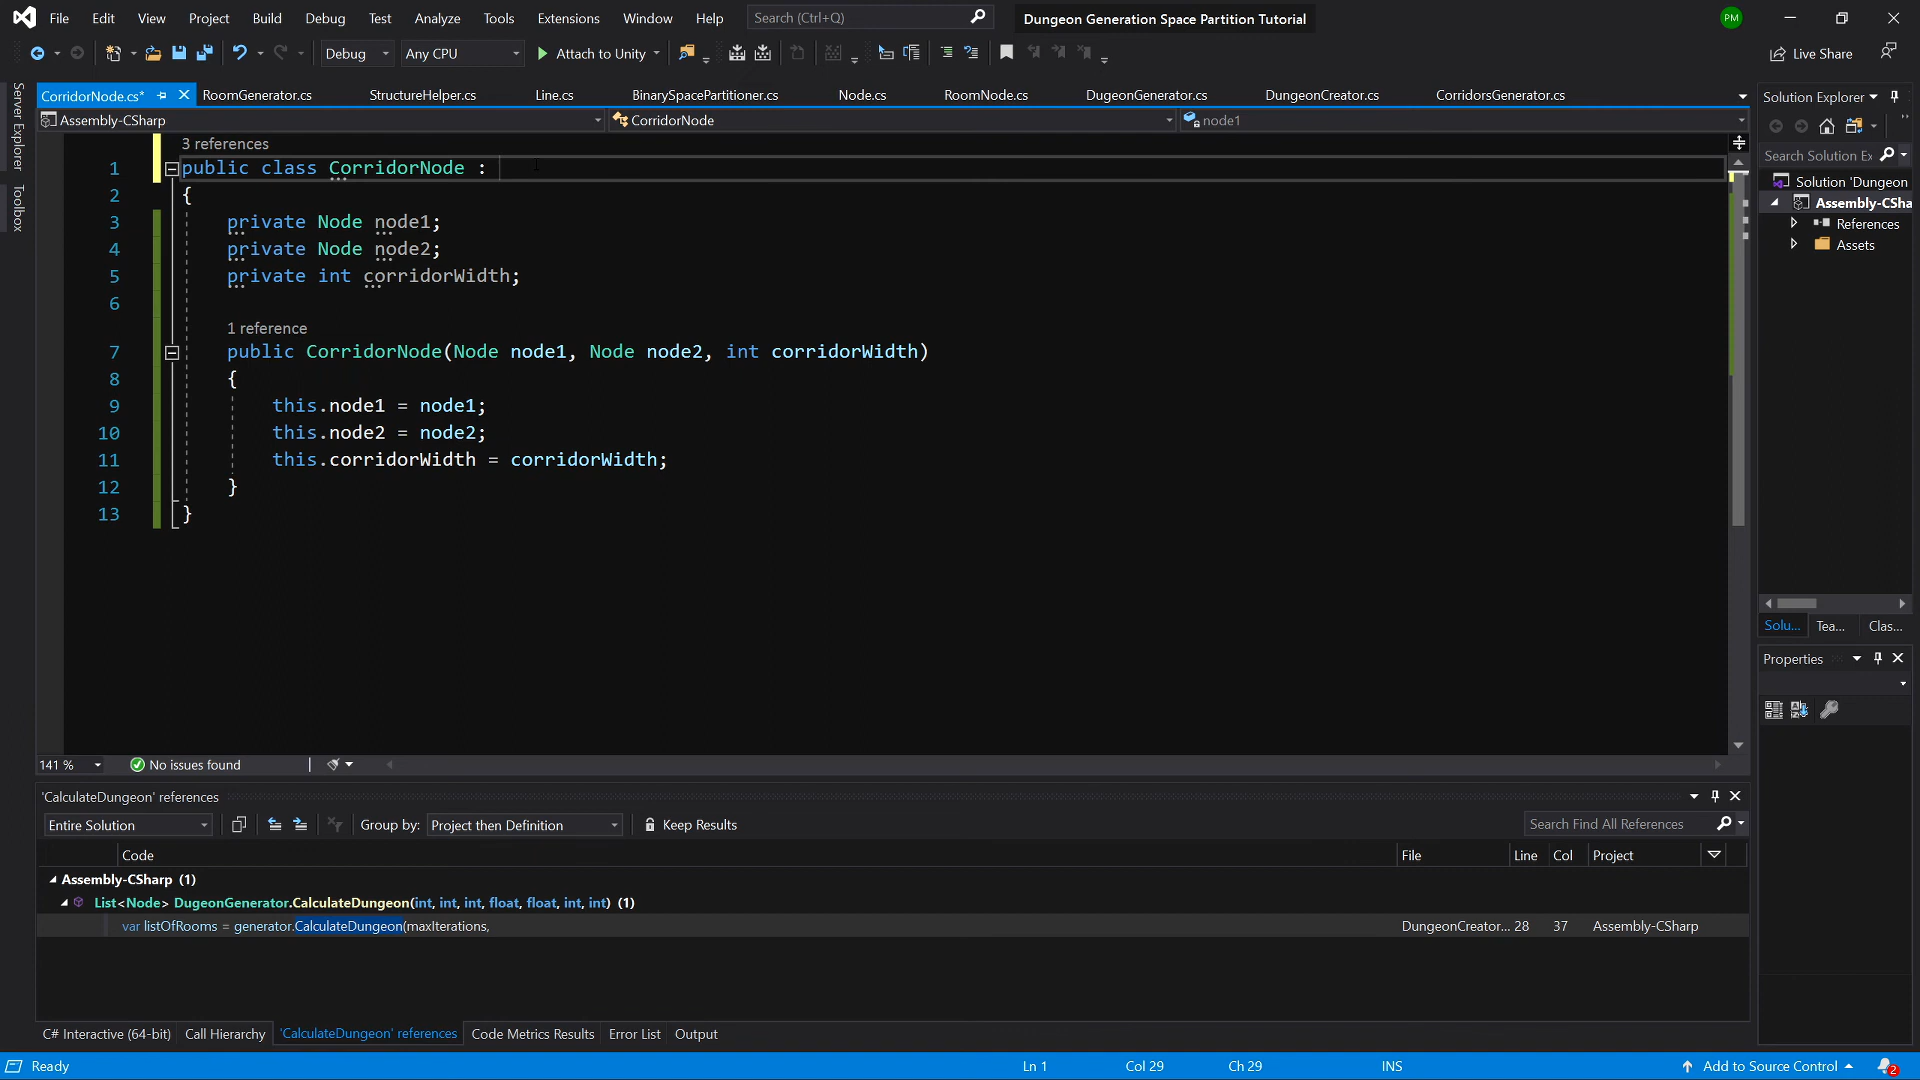 File Edit View Project Build Debug Test Analyze Tools Extensions Window Help Search (Ctrl+Q) Dungeon Generation Space Partition Tutorial PM
Debug Any CPU Attach to Unity Live Share
Server Explorer
Toolbox
CorridorNode.cs* RoomGenerator.cs StructureHelper.cs Line.cs BinarySpacePartitioner.cs Node.cs RoomNode.cs DugeonGenerator.cs DungeonCreator.cs CorridorsGenerator.cs
Assembly-CSharp CorridorNode node1
3 references
1 public class CorridorNode :
2 {
3 private Node node1;
4 private Node node2;
5 private int corridorWidth;
6
1 reference
7 public CorridorNode(Node node1, Node node2, int corridorWidth)
8 {
9 this.node1 = node1;
10 this.node2 = node2;
11 this.corridorWidth = corridorWidth;
12 }
13 }
141 % No issues found
Solution Explorer
Search Solution Ex
Solution 'Dungeon
Assembly-CSha
References
Assets
Solu... Tea... Clas...
Properties
'CalculateDungeon' references
Entire Solution Group by: Project then Definition Keep Results Search Find All References
Code File Line Col Project
Assembly-CSharp (1)
List<Node> DugeonGenerator.CalculateDungeon(int, int, int, float, float, int, int) (1)
var listOfRooms = generator.CalculateDungeon(maxIterations, DungeonCreator... 28 37 Assembly-CSharp
C# Interactive (64-bit) Call Hierarchy 'CalculateDungeon' references Code Metrics Results Error List Output
Ready Ln 1 Col 29 Ch 29 INS Add to Source Control 2